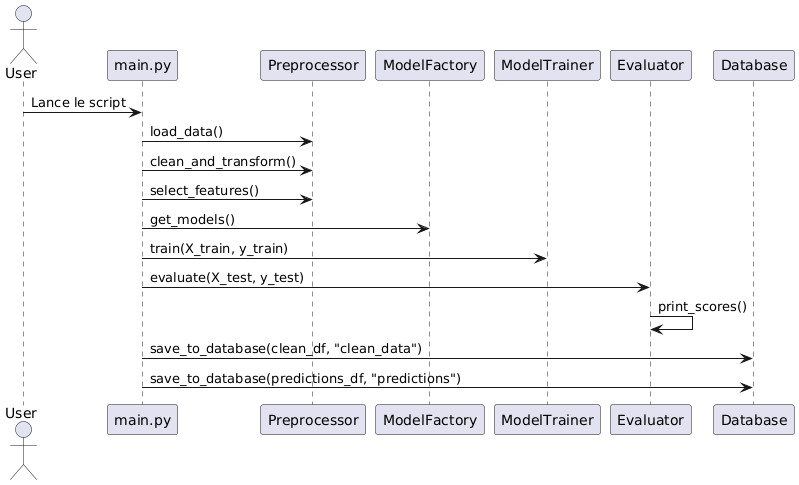 User
main.py
Preprocessor
ModelFactory
ModelTrainer
Evaluator
Database
Lance le script
load_data()
clean_and_transform()
select_features()
get_models()
train(X_train, y_train)
evaluate(X_test, y_test)
print_scores()
save_to_database(clean_df, "clean_data")
save_to_database(predictions_df, "predictions")
User
main.py
Preprocessor
ModelFactory
ModelTrainer
Evaluator
Database